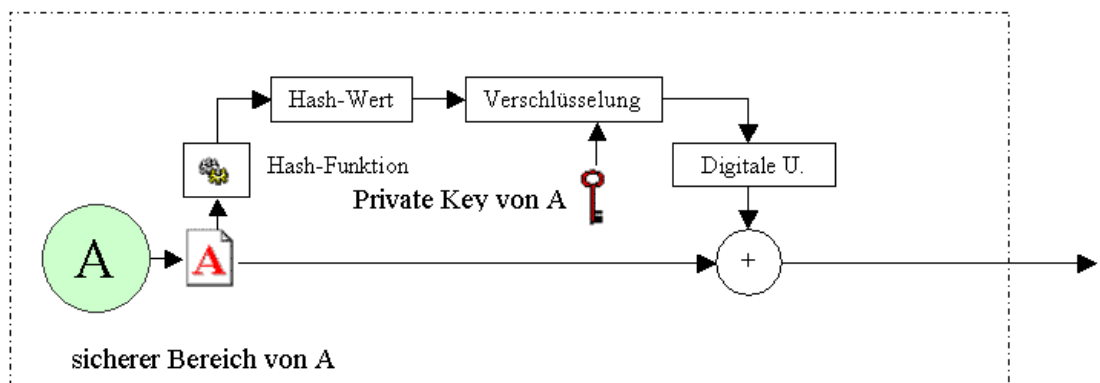 Hash-Wert
Verschlüsselung
Hash-Funktion
Digitale U.
Private Key von A
A
A
+
sicherer Bereich von A